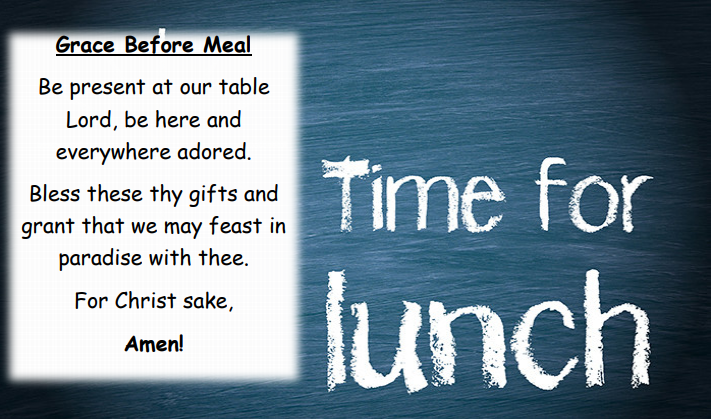 Grace Before Meal
Be present at our table
Lord, be here and
everywhere adored.
Bless these thy gifts and
grant that we may feast in
paradise with thee.
For Christ sake,
Amen!
Time for
lunch